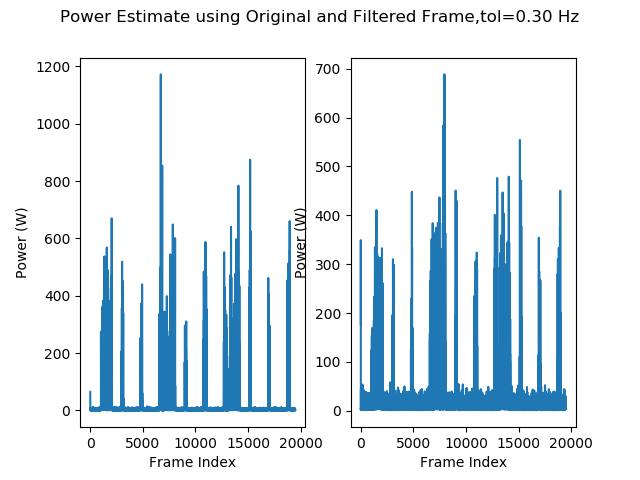 Power Estimate using Original and Filtered Frame,tol=0.30 Hz
1200
1000
800
600
400
200
0
Power (W)
0 5000 10000 15000 20000
Frame Index
700
600
500
400
300
200
100
0
Power (W)
0 5000 10000 15000 20000
Frame Index